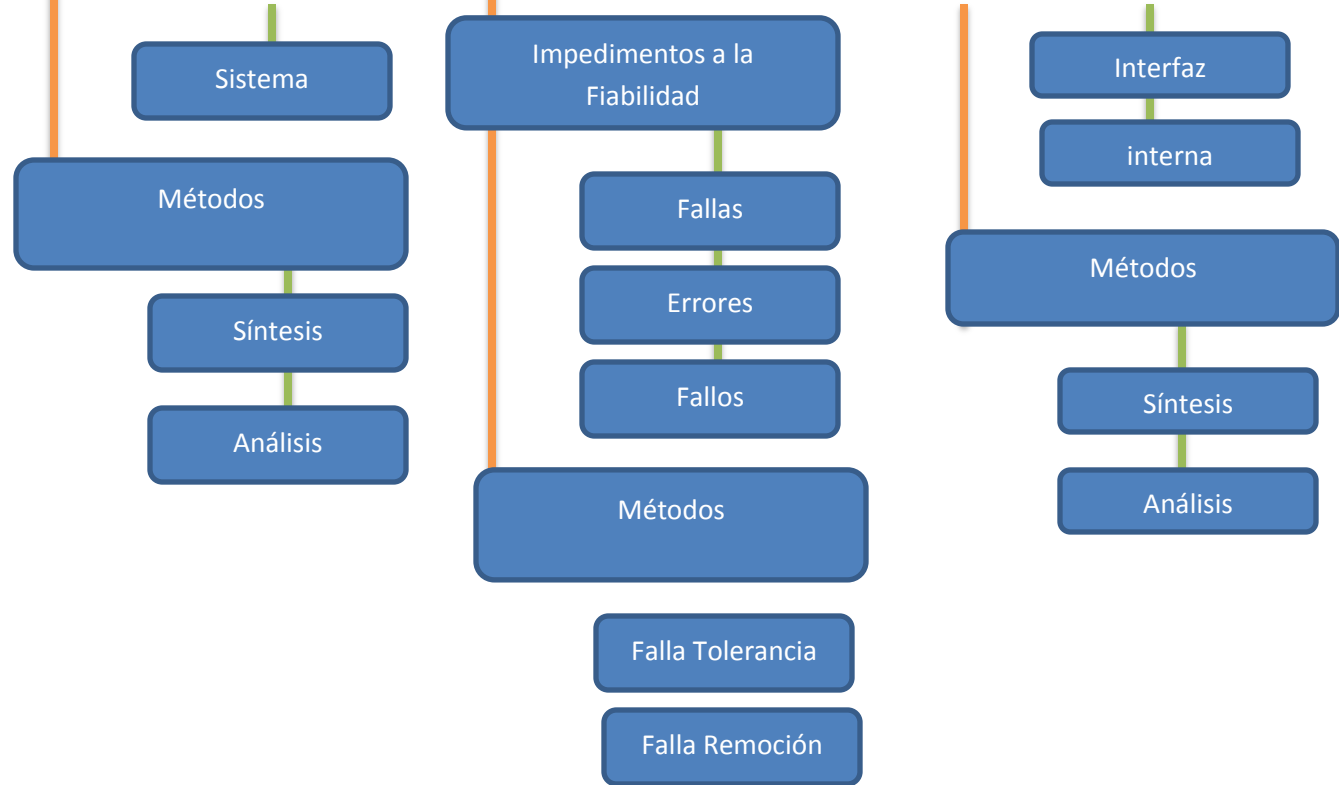 Sistema
Métodos
Síntesis
Análisis
Impedimentos a la
Fiabilidad
Fallas
Errores
Fallos
Métodos
Falla Tolerancia
Falla Remoción
Interfaz
interna
Métodos
Síntesis
Análisis